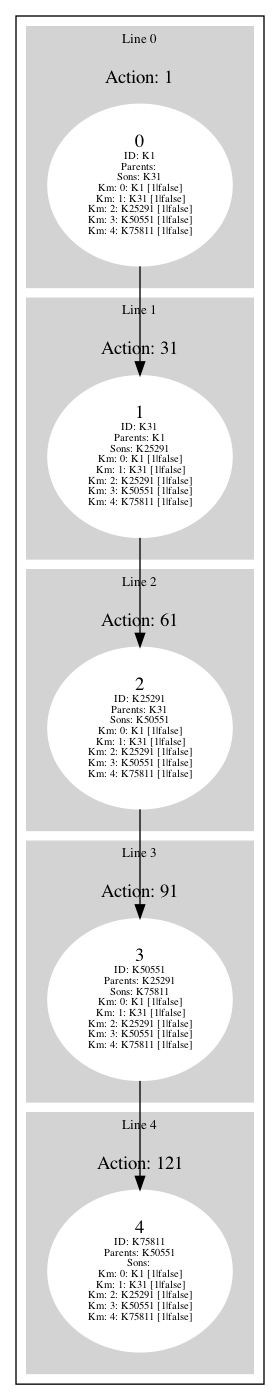 Line 0
Action: 1
0
ID: K1
Parents:
Sons: K31
Km: 0: K1 [1|false]
Km: 1: K31 [1|false]
Km: 2: K25291 [1|false]
Km: 3: K50551 [1|false]
Km: 4: K75811 [1|false]
Line 1
Action: 31
1
ID: K31
Parents: K1
Sons: K25291
Km: 0: K1 [1|false]
Km: 1: K31 [1|false]
Km: 2: K25291 [1|false]
Km: 3: K50551 [1|false]
Km: 4: K75811 [1|false]
Line 2
Action: 61
2
ID: K25291
Parents: K31
Sons: K50551
Km: 0: K1 [1|false]
Km: 1: K31 [1|false]
Km: 2: K25291 [1|false]
Km: 3: K50551 [1|false]
Km: 4: K75811 [1|false]
Line 3
Action: 91
3
ID: K50551
Parents: K25291
Sons: K75811
Km: 0: K1 [1|false]
Km: 1: K31 [1|false]
Km: 2: K25291 [1|false]
Km: 3: K50551 [1|false]
Km: 4: K75811 [1|false]
Line 4
Action: 121
4
ID: K75811
Parents: K50551
Sons:
Km: 0: K1 [1|false]
Km: 1: K31 [1|false]
Km: 2: K25291 [1|false]
Km: 3: K50551 [1|false]
Km: 4: K75811 [1|false]